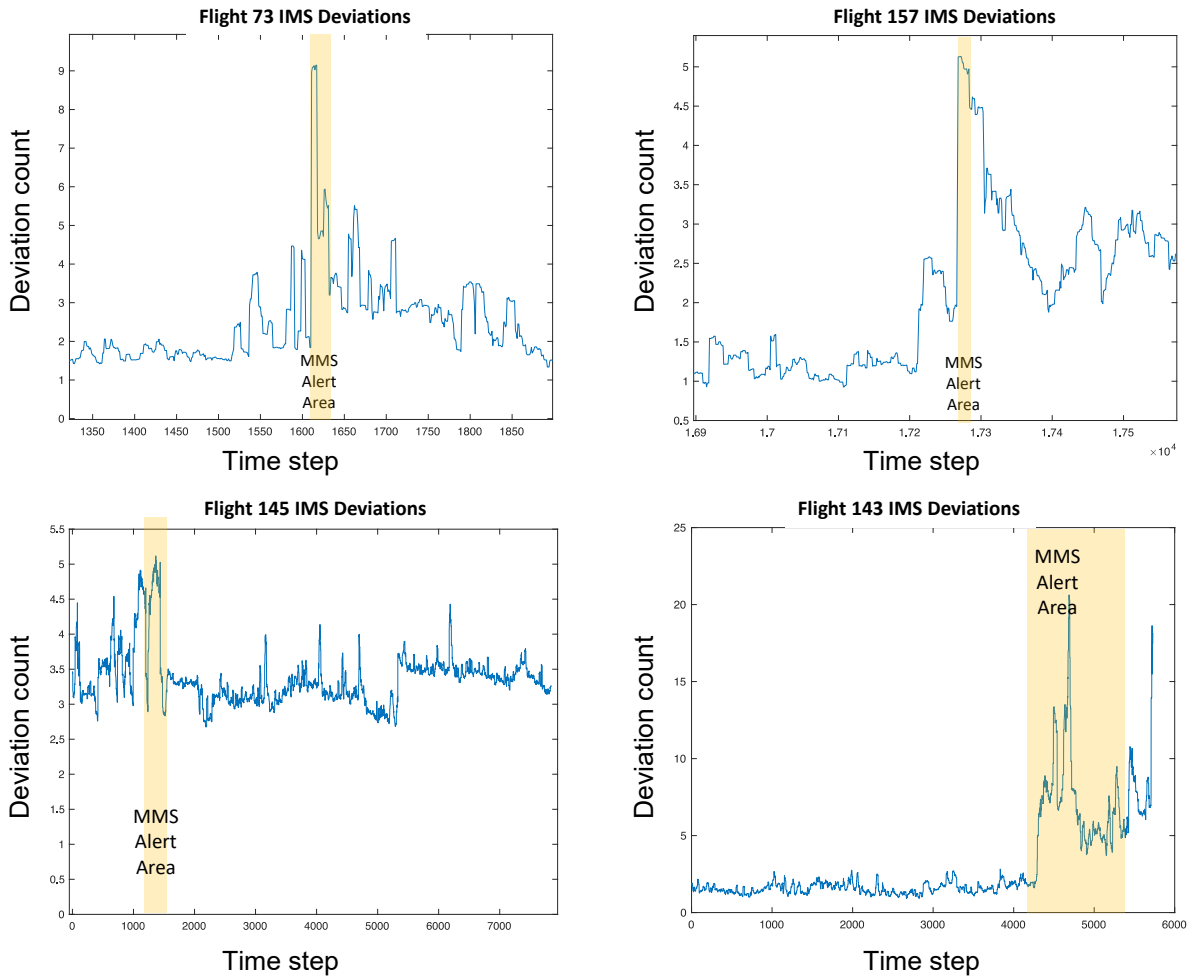 Flight 73 IMS Deviations
Deviation count
9
8
7
6
5
4
3
2
1
0
MMS
Alert
Area
1350 1400 1450 1500 1550 1600 1650 1700 1750 1800 1850
Time step
Flight 157 IMS Deviations
Deviation count
5
4.5
4
3.5
3
2.5
2
1.5
1
0.5
MMS
Alert
Area
1.69 1.7 1.71 1.72 1.73 1.74 1.75
×10⁴
Time step
Flight 145 IMS Deviations
Deviation count
5.5
5
4.5
4
3.5
3
2.5
2
1.5
1
0.5
0
MMS
Alert
Area
0 1000 2000 3000 4000 5000 6000 7000
Time step
Flight 143 IMS Deviations
Deviation count
25
20
15
10
5
0
MMS
Alert
Area
0 1000 2000 3000 4000 5000 6000
Time step